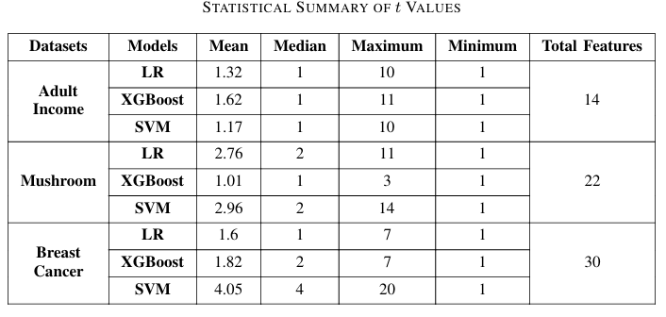 STATISTICAL SUMMARY OF t VALUES
Datasets Models Mean Median Maximum Minimum Total Features
Adult Income LR 1.32 1 10 1 14
XGBoost 1.62 1 11 1
SVM 1.17 1 10 1
Mushroom LR 2.76 2 11 1 22
XGBoost 1.01 1 3 1
SVM 2.96 2 14 1
Breast Cancer LR 1.6 1 7 1 30
XGBoost 1.82 2 7 1
SVM 4.05 4 20 1